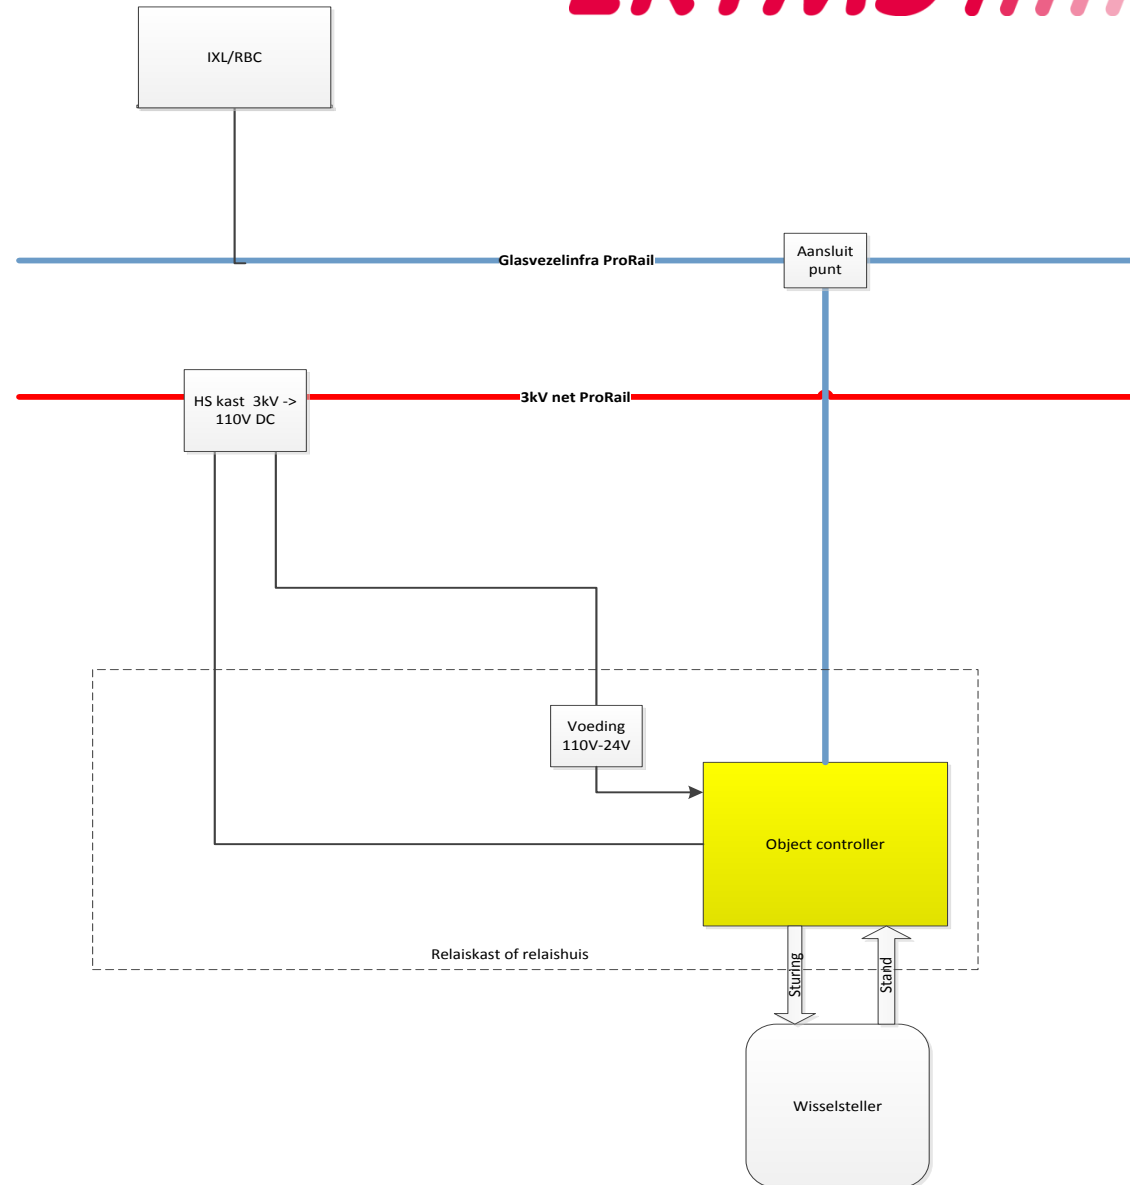 IXL/RBC
Glasvezelinfra ProRail
Aansluit
punt
HS kast 3kV ->
110V DC
3kV net ProRail
Voeding
110V-24V
Object controller
Relaiskast of relaishuis
Sturing
Stand
Wisselsteller